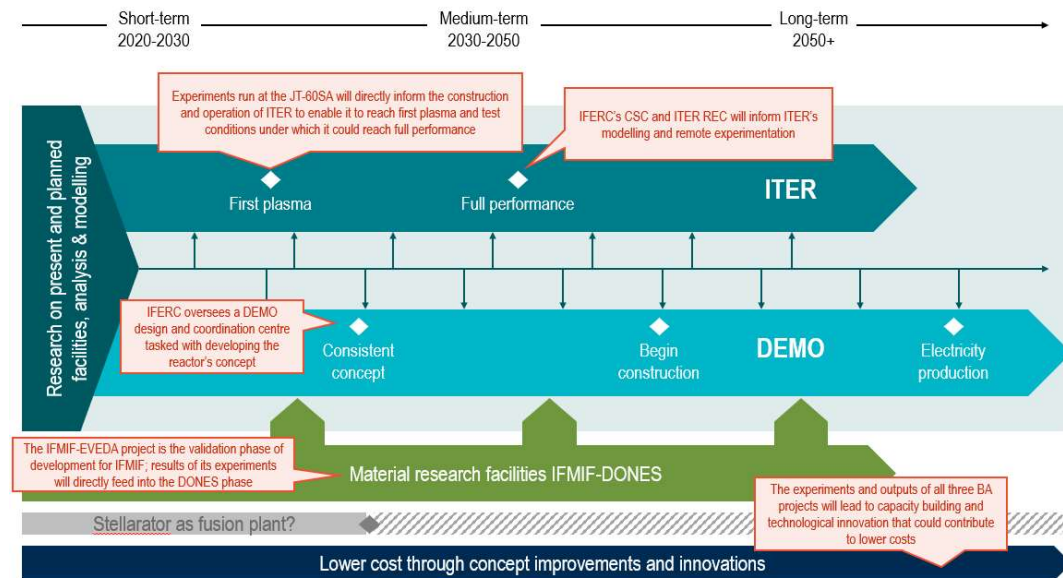 Short-term
2020-2030
Medium-term
2030-2050
Long-term
2050+
Experiments run at the JT-60SA will directly inform the construction
and operation of ITER to enable it to reach first plasma and test
conditions under which it could reach full performance
IFERC's CSC and ITER REC will inform ITER's
modelling and remote experimentation
Research on present and planned
facilities, analysis & modelling
First plasma
Full performance
ITER
IFERC oversees a DEMO
design and coordination centre
tasked with developing the
reactor's concept
Consistent
concept
Begin
construction
DEMO
Electricity
production
The IFMIF-EVEDA project is the validation phase of
development for IFMIF; results of its experiments
will directly feed into the DONES phase
Material research facilities IFMIF-DONES
The experiments and outputs of all three BA
projects will lead to capacity building and
technological innovation that could contribute
to lower costs
Stellarator as fusion plant?
Lower cost through concept improvements and innovations